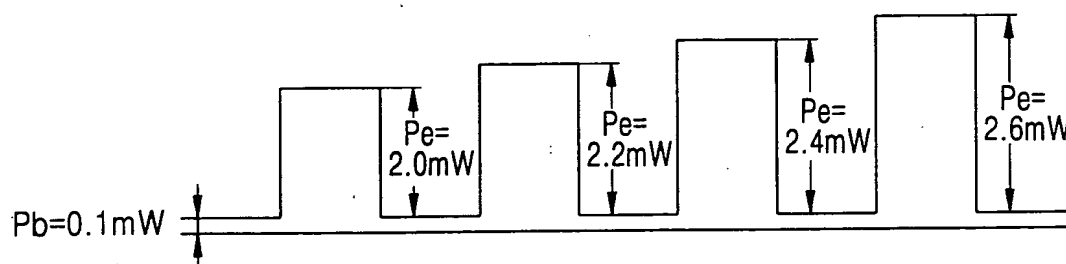 Pe=
2.0mW
Pe=
2.2mW
Pe=
2.4mW
Pe=
2.6mW
Pb=0.1mW